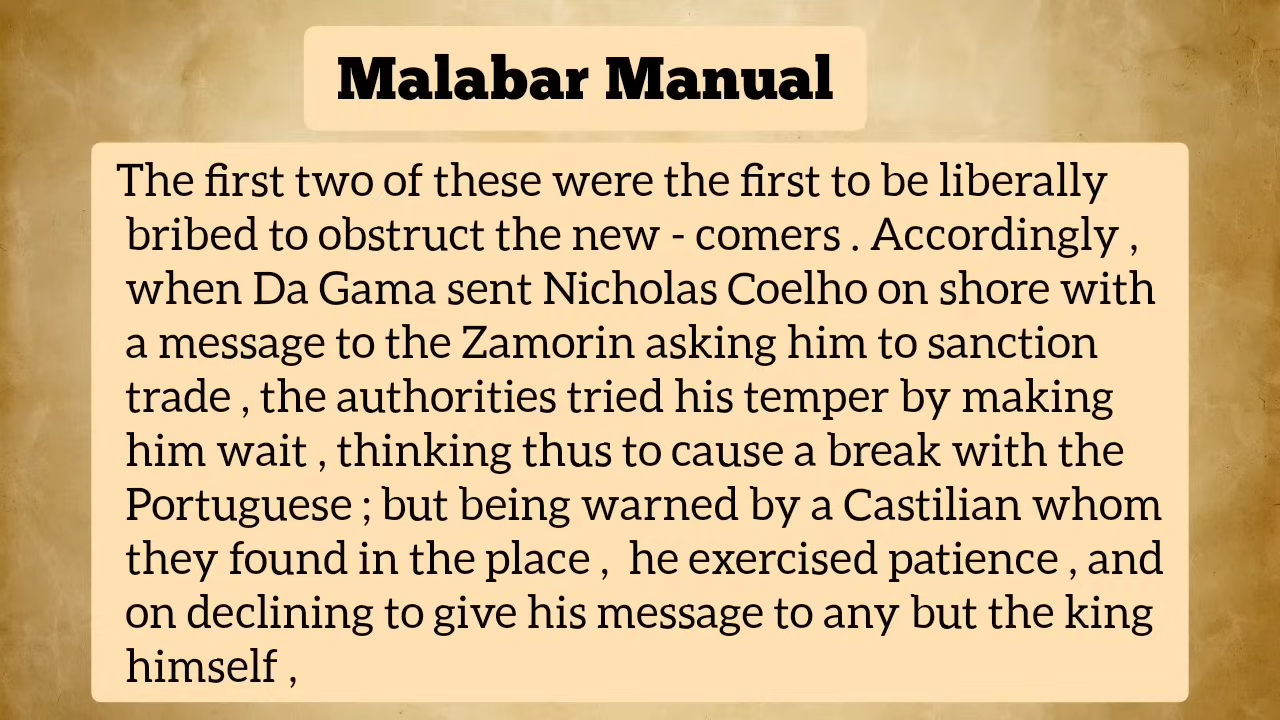 Malabar Manual
The first two of these were the first to be liberally
bribed to obstruct the new - comers . Accordingly ,
when Da Gama sent Nicholas Coelho on shore with
a message to the Zamorin asking him to sanction
trade , the authorities tried his temper by making
him wait , thinking thus to cause a break with the
Portuguese ; but being warned by a Castilian whom
they found in the place ,  he exercised patience , and
on declining to give his message to any but the king
himself ,